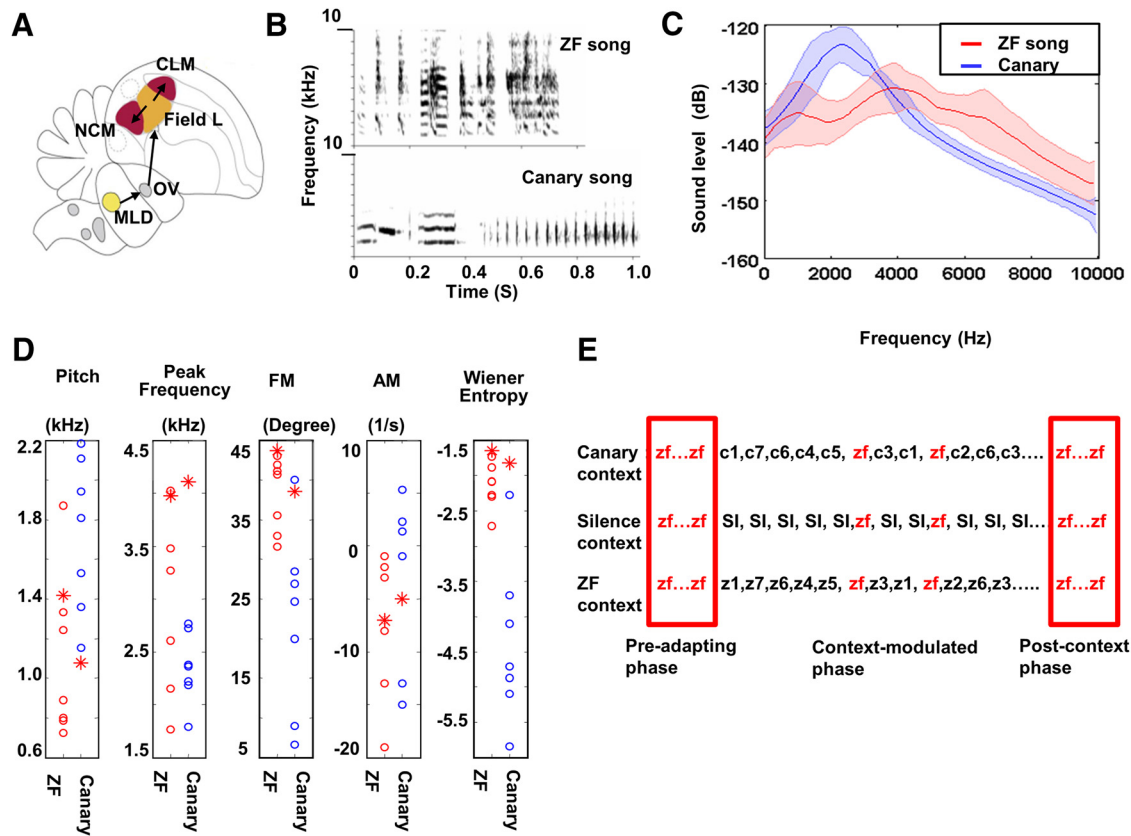 A
CLM
NCM
Field L
OV
MLD
B
Frequency (kHz)
10
ZF song
10
Canary song
0 0.2 0.4 0.6 0.8 1.0
Time (S)
C
Sound level (dB)
-120
-130
-140
-150
-160
ZF song
Canary
0 2000 4000 6000 8000 10000
Frequency (Hz)
D
Pitch
(kHz)
2.2
1.8
1.4
1.0
0.6
ZF
Canary
Peak
Frequency
(kHz)
4.5
3.5
2.5
1.5
ZF
Canary
FM
(Degree)
45
35
25
15
5
ZF
Canary
AM
(1/s)
10
0
-10
-20
ZF
Canary
Wiener
Entropy
-1.5
-2.5
-3.5
-4.5
-5.5
ZF
Canary
E
Canary context zf...zf c1,c7,c6,c4,c5, zf,c3,c1, zf,c2,c6,c3..... zf...zf
Silence context zf...zf SI, SI, SI, SI, SI,zf, SI, SI,zf, SI, SI, SI... zf...zf
ZF context zf...zf z1,z7,z6,z4,z5, zf,z3,z1, zf,z2,z6,z3..... zf...zf
Pre-adapting phase
Context-modulated phase
Post-context phase